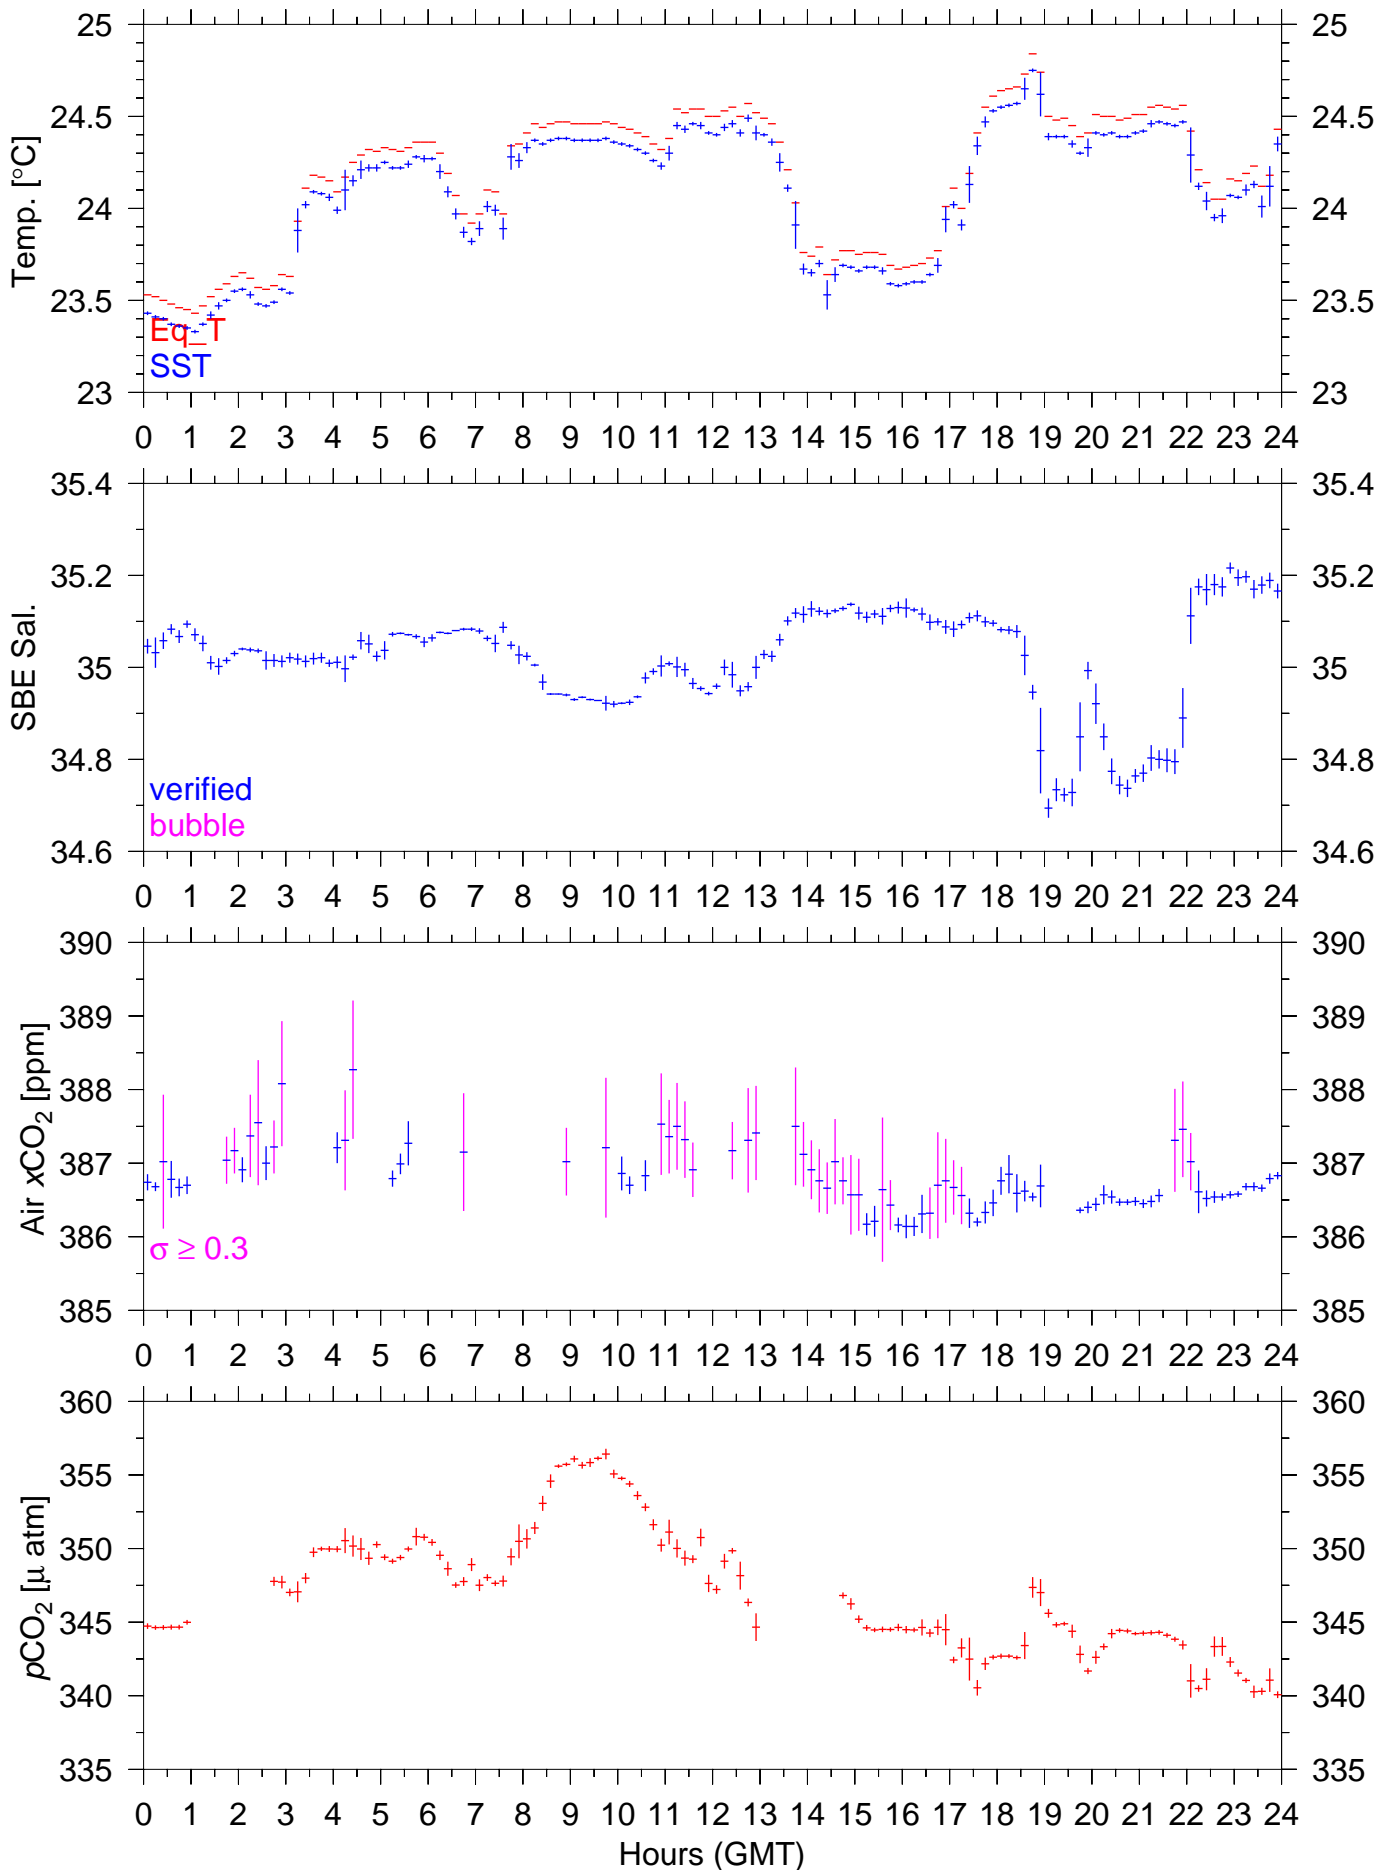 25 25
24.5 24.5
24 24
23.5 23.5
23 23
Temp. [°C]
Eq_T
SST
0 1 2 3 4 5 6 7 8 9 10 11 12 13 14 15 16 17 18 19 20 21 22 23 24
35.4 35.4
35.2 35.2
35 35
34.8 34.8
34.6 34.6
SBE Sal.
verified
bubble
0 1 2 3 4 5 6 7 8 9 10 11 12 13 14 15 16 17 18 19 20 21 22 23 24
390 390
389 389
388 388
387 387
386 386
385 385
Air xCO₂ [ppm]
σ ≥ 0.3
0 1 2 3 4 5 6 7 8 9 10 11 12 13 14 15 16 17 18 19 20 21 22 23 24
360 360
355 355
350 350
345 345
340 340
335 335
pCO₂ [μ atm]
0 1 2 3 4 5 6 7 8 9 10 11 12 13 14 15 16 17 18 19 20 21 22 23 24
Hours (GMT)